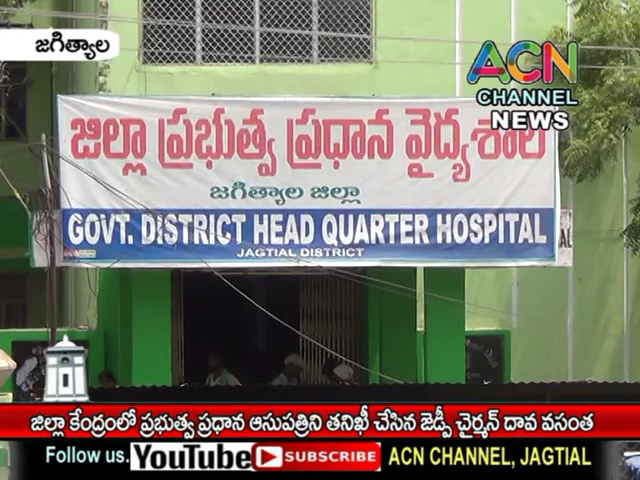 జగిత్యాల
ACN
CHANNEL
NEWS
జిల్లా ప్రభుత్వ ప్రధాన వైద్యశాల
జగిత్యాల జిల్లా
GOVT. DISTRICT HEAD QUARTER HOSPITAL
JAGTIAL DISTRICT
జిల్లా కేంద్రంలో ప్రభుత్వ ప్రధాన ఆసుపత్రిని తనిఖీ చేసిన జెడ్పీ చైర్మన్ దావ వసంత
Follow us. YouTube SUBSCRIBE ACN CHANNEL, JAGTIAL